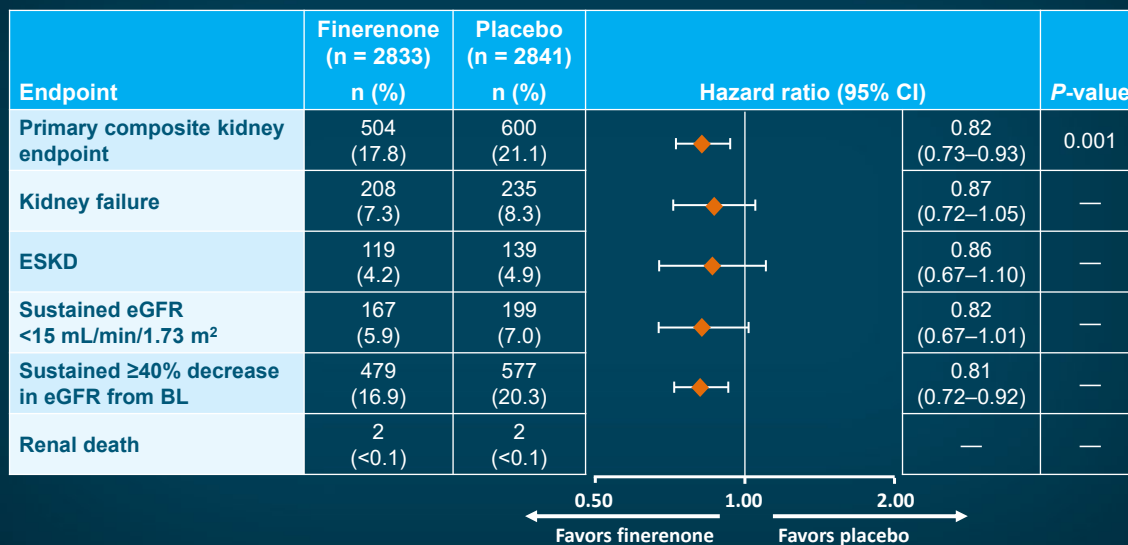 Endpoint
Finerenone
(n = 2833)
n (%)
Placebo
(n = 2841)
n (%)
Hazard ratio (95% CI)
P-value
Primary composite kidney
endpoint
504
(17.8)
600
(21.1)
0.82
(0.73–0.93)
0.001
Kidney failure
208
(7.3)
235
(8.3)
0.87
(0.72–1.05)
—
ESKD
119
(4.2)
139
(4.9)
0.86
(0.67–1.10)
—
Sustained eGFR
<15 mL/min/1.73 m²
167
(5.9)
199
(7.0)
0.82
(0.67–1.01)
—
Sustained ≥40% decrease
in eGFR from BL
479
(16.9)
577
(20.3)
0.81
(0.72–0.92)
—
Renal death
2
(<0.1)
2
(<0.1)
—
—
0.50 1.00 2.00
Favors finerenone Favors placebo